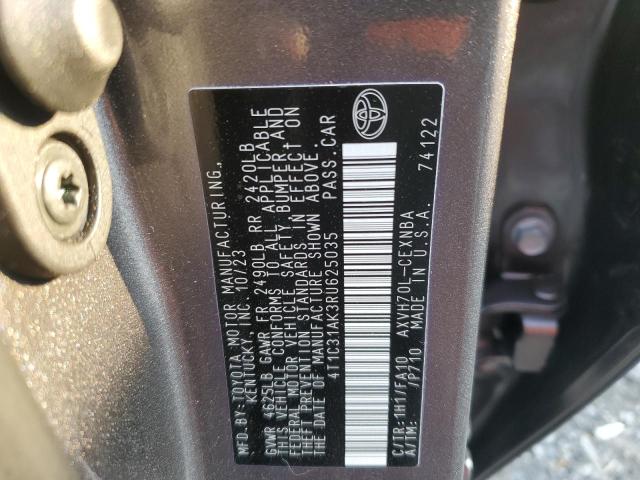 MFD. BY: TOYOTA MOTOR MANUFACTURING,
KENTUCKY, INC. 10/23
GVWR 4625LB GAWR FR 2490LB RR 2420LB
THIS VEHICLE CONFORMS TO ALL APPLICABLE
FEDERAL MOTOR VEHICLE SAFETY, BUMPER, AND
THEFT PREVENTION STANDARDS IN EFFECT ON
THE DATE OF MANUFACTURE SHOWN ABOVE.
4T1C31AK3RU625035 PASS. CAR
C/TR: 1H1/FA10 AXVH70L-CEXNBA
A/TM: /P710 MADE IN U.S.A. 74122